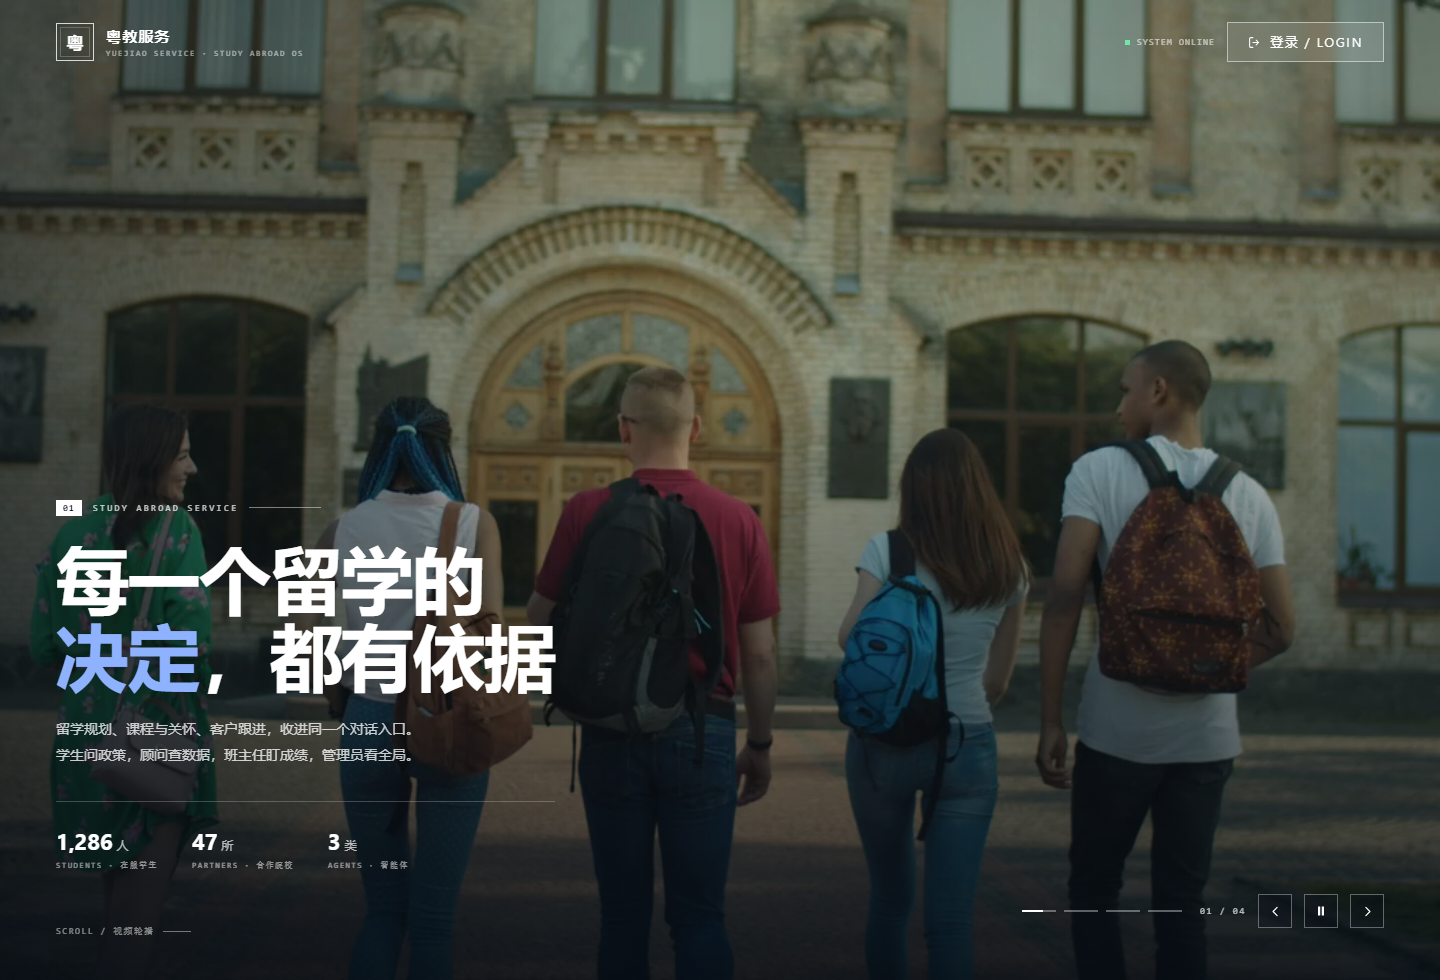 粤
粤教服务
YUEJIAO SERVICE · STUDY ABROAD OS
SYSTEM ONLINE
登录 / LOGIN
01 STUDY ABROAD SERVICE
每一个留学的
决定，都有依据
留学规划、课程与关怀、客户跟进，收进同一个对话入口。
学生问政策，顾问查数据，班主任盯成绩，管理员看全局。
1,286 人
STUDENTS · 在服学生
47 所
PARTNERS · 合作院校
3 类
AGENTS · 智能体
01 / 04
SCROLL / 视频轮播